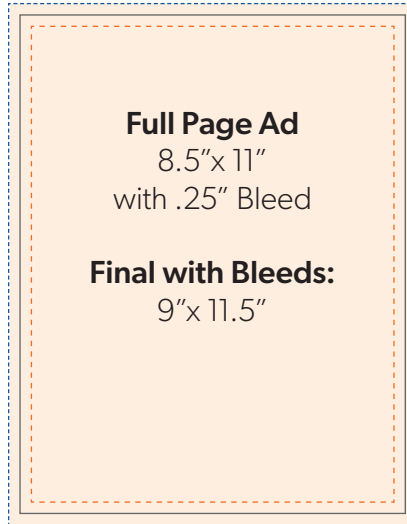 Full Page Ad
8.5”x 11”
with .25” Bleed
Final with Bleeds:
9”x 11.5”